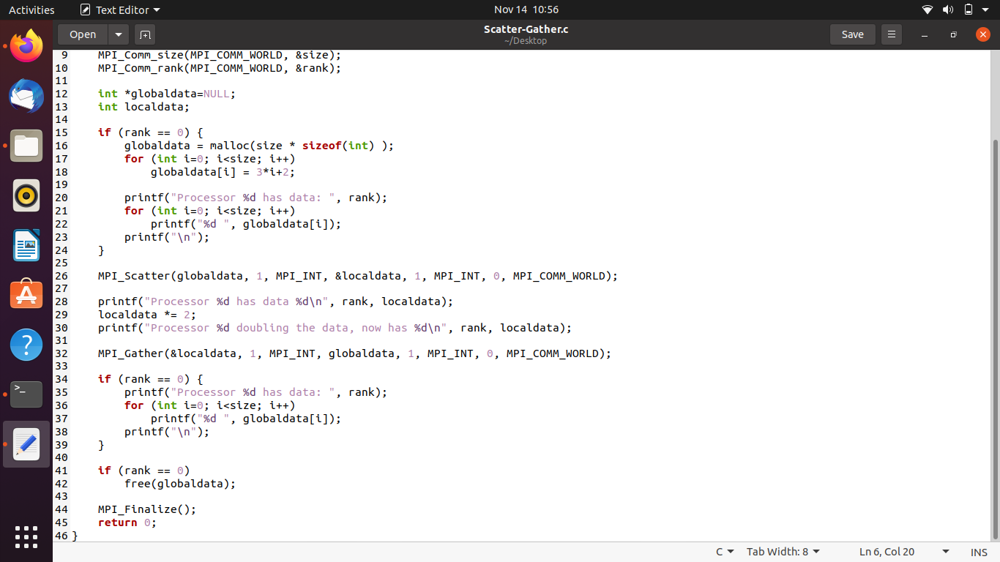 Activities Text Editor Nov 14 10:56
Open Scatter-Gather.c Save
~/Desktop
9     MPI_Comm_size(MPI_COMM_WORLD, &size);
10     MPI_Comm_rank(MPI_COMM_WORLD, &rank);
11
12     int *globaldata=NULL;
13     int localdata;
14
15     if (rank == 0) {
16         globaldata = malloc(size * sizeof(int) );
17         for (int i=0; i<size; i++)
18             globaldata[i] = 3*i+2;
19
20         printf("Processor %d has data: ", rank);
21         for (int i=0; i<size; i++)
22             printf("%d ", globaldata[i]);
23         printf("\n");
24     }
25
26     MPI_Scatter(globaldata, 1, MPI_INT, &localdata, 1, MPI_INT, 0, MPI_COMM_WORLD);
27
28     printf("Processor %d has data %d\n", rank, localdata);
29     localdata *= 2;
30     printf("Processor %d doubling the data, now has %d\n", rank, localdata);
31
32     MPI_Gather(&localdata, 1, MPI_INT, globaldata, 1, MPI_INT, 0, MPI_COMM_WORLD);
33
34     if (rank == 0) {
35         printf("Processor %d has data: ", rank);
36         for (int i=0; i<size; i++)
37             printf("%d ", globaldata[i]);
38         printf("\n");
39     }
40
41     if (rank == 0)
42         free(globaldata);
43
44     MPI_Finalize();
45     return 0;
46 }
C Tab Width: 8 Ln 6, Col 20 INS